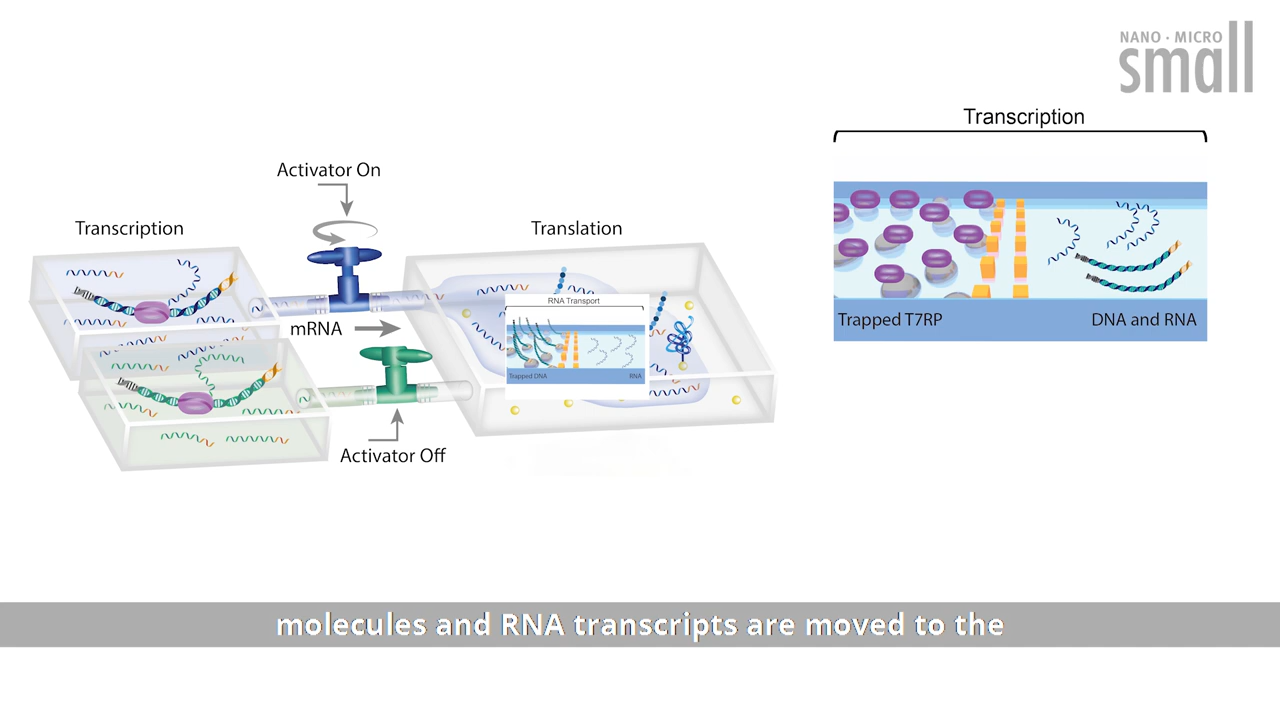 NANO · MICRO
small
Transcription
Activator On
Transcription
Translation
RNA Transport
mRNA
Trapped T7RP
DNA and RNA
Trapped DNA
RNA
Activator Off
molecules and RNA transcripts are moved to the